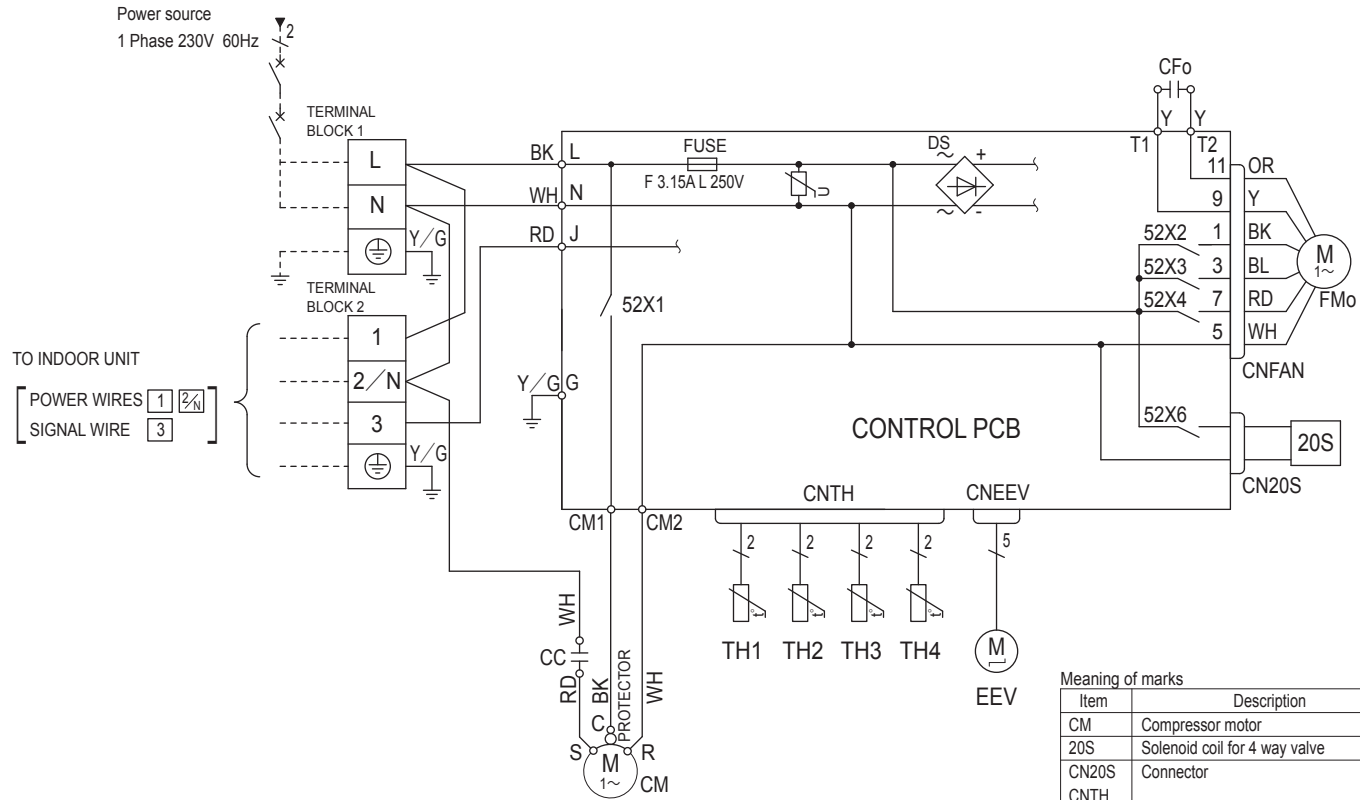 Power source
1 Phase 230V 60Hz
2
TERMINAL
BLOCK 1
L
N
Y/G
TERMINAL
BLOCK 2
1
2/N
3
Y/G
TO INDOOR UNIT
POWER WIRES 1 2/N
SIGNAL WIRE 3
BK L
WH N
RD J
FUSE
F 3.15A L 250V
U
DS
+
-
CFo
Y Y
T1 T2
11 OR
9 Y
52X2 1 BK
52X3 3 BL
52X4 7 RD
5 WH
M
1~
FMo
CNFAN
52X1
Y/G G
CONTROL PCB
52X6
20S
CN20S
CNTH
CNEEV
CM1 CM2
2 2 2 2 5
t° t° t° t°
TH1 TH2 TH3 TH4
M
EEV
WH
CC
RD
BK
PROTECTOR
WH
C
S R
M
1~
CM
Meaning of marks
Item Description
CM Compressor motor
20S Solenoid coil for 4 way valve
CN20S Connector
CNTH